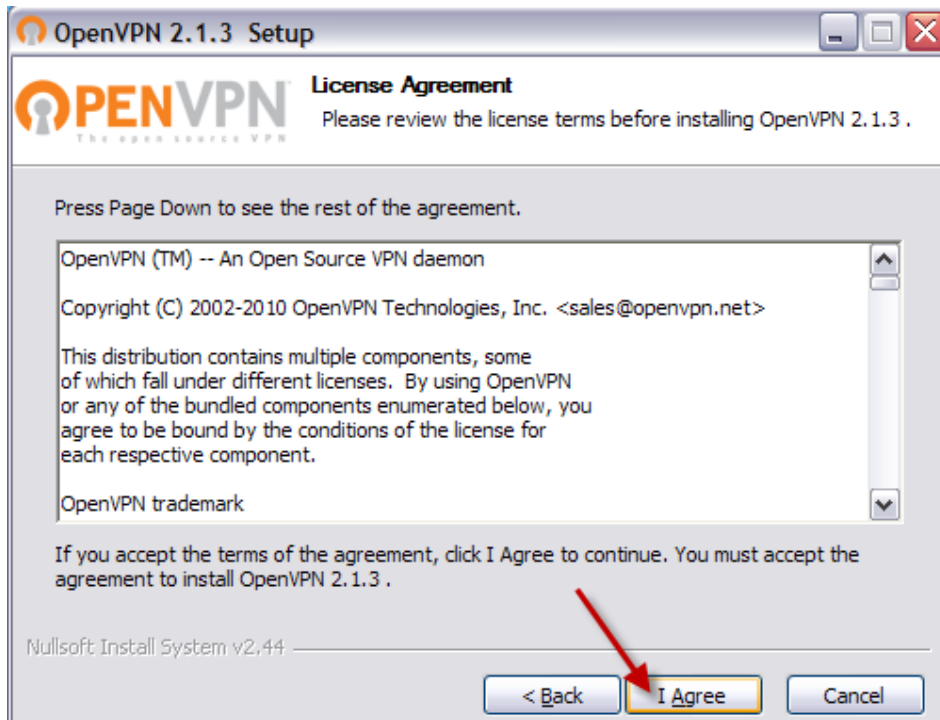 OpenVPN 2.1.3 Setup
OPENVPN™
The open source VPN
License Agreement
Please review the license terms before installing OpenVPN 2.1.3 .
Press Page Down to see the rest of the agreement.
OpenVPN (TM) -- An Open Source VPN daemon
Copyright (C) 2002-2010 OpenVPN Technologies, Inc. <sales@openvpn.net>
This distribution contains multiple components, some
of which fall under different licenses.  By using OpenVPN
or any of the bundled components enumerated below, you
agree to be bound by the conditions of the license for
each respective component.
OpenVPN trademark
If you accept the terms of the agreement, click I Agree to continue. You must accept the
agreement to install OpenVPN 2.1.3 .
Nullsoft Install System v2.44
< Back
I Agree
Cancel